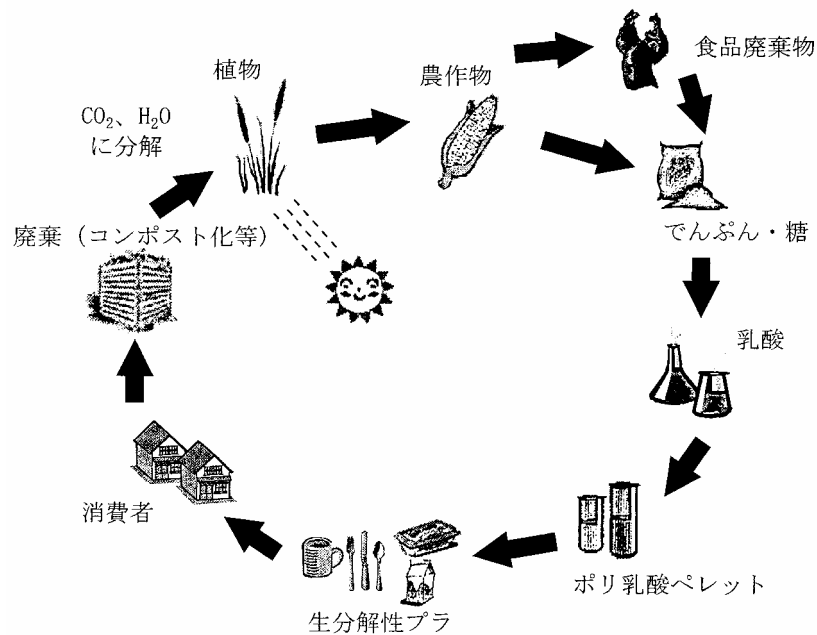 植物
農作物
食品廃棄物
CO₂、H₂O
に分解
廃棄（コンポスト化等）
でんぷん・糖
乳酸
消費者
ポリ乳酸ペレット
生分解性プラ